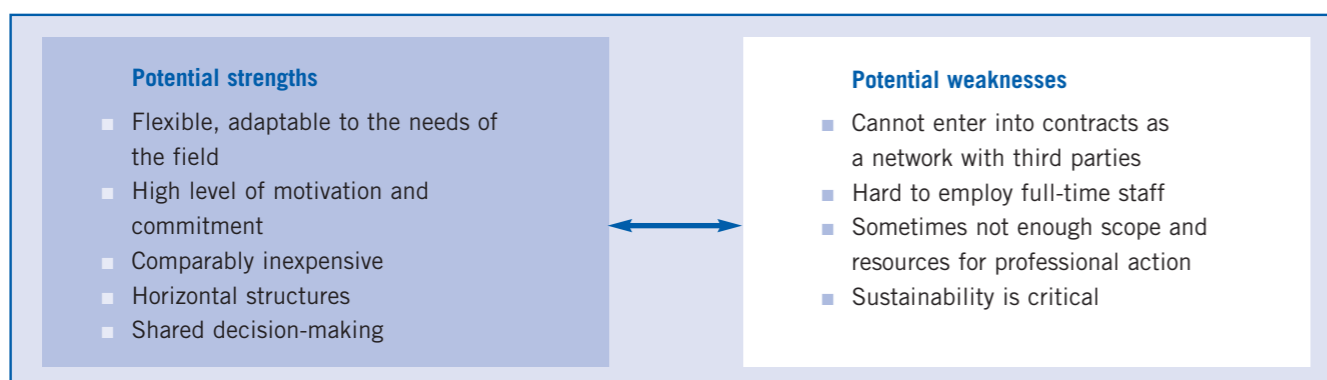 Potential strengths
Flexible, adaptable to the needs of
the field
High level of motivation and
commitment
Comparably inexpensive
Horizontal structures
Shared decision-making
Potential weaknesses
Cannot enter into contracts as
a network with third parties
Hard to employ full-time staff
Sometimes not enough scope and
resources for professional action
Sustainability is critical